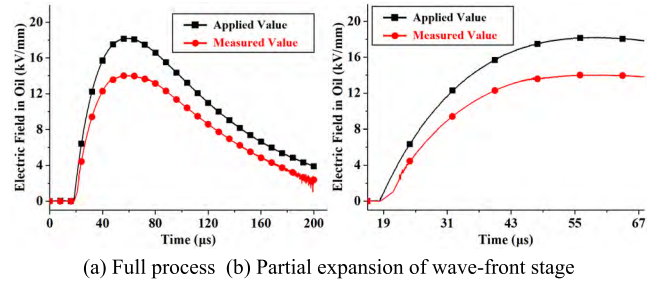 Electric Field in Oil (kV/mm)
20
16
12
8
4
0
Applied Value
Measured Value
0 40 80 120 160 200
Time (μs)
Electric Field in Oil (kV/mm)
20
16
12
8
4
0
Applied Value
Measured Value
19 31 43 55 67
Time (μs)
(a) Full process (b) Partial expansion of wave-front stage